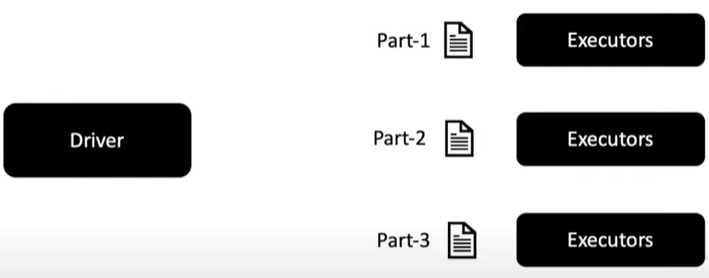 Part-1 Executors
Driver
Part-2 Executors
Part-3 Executors